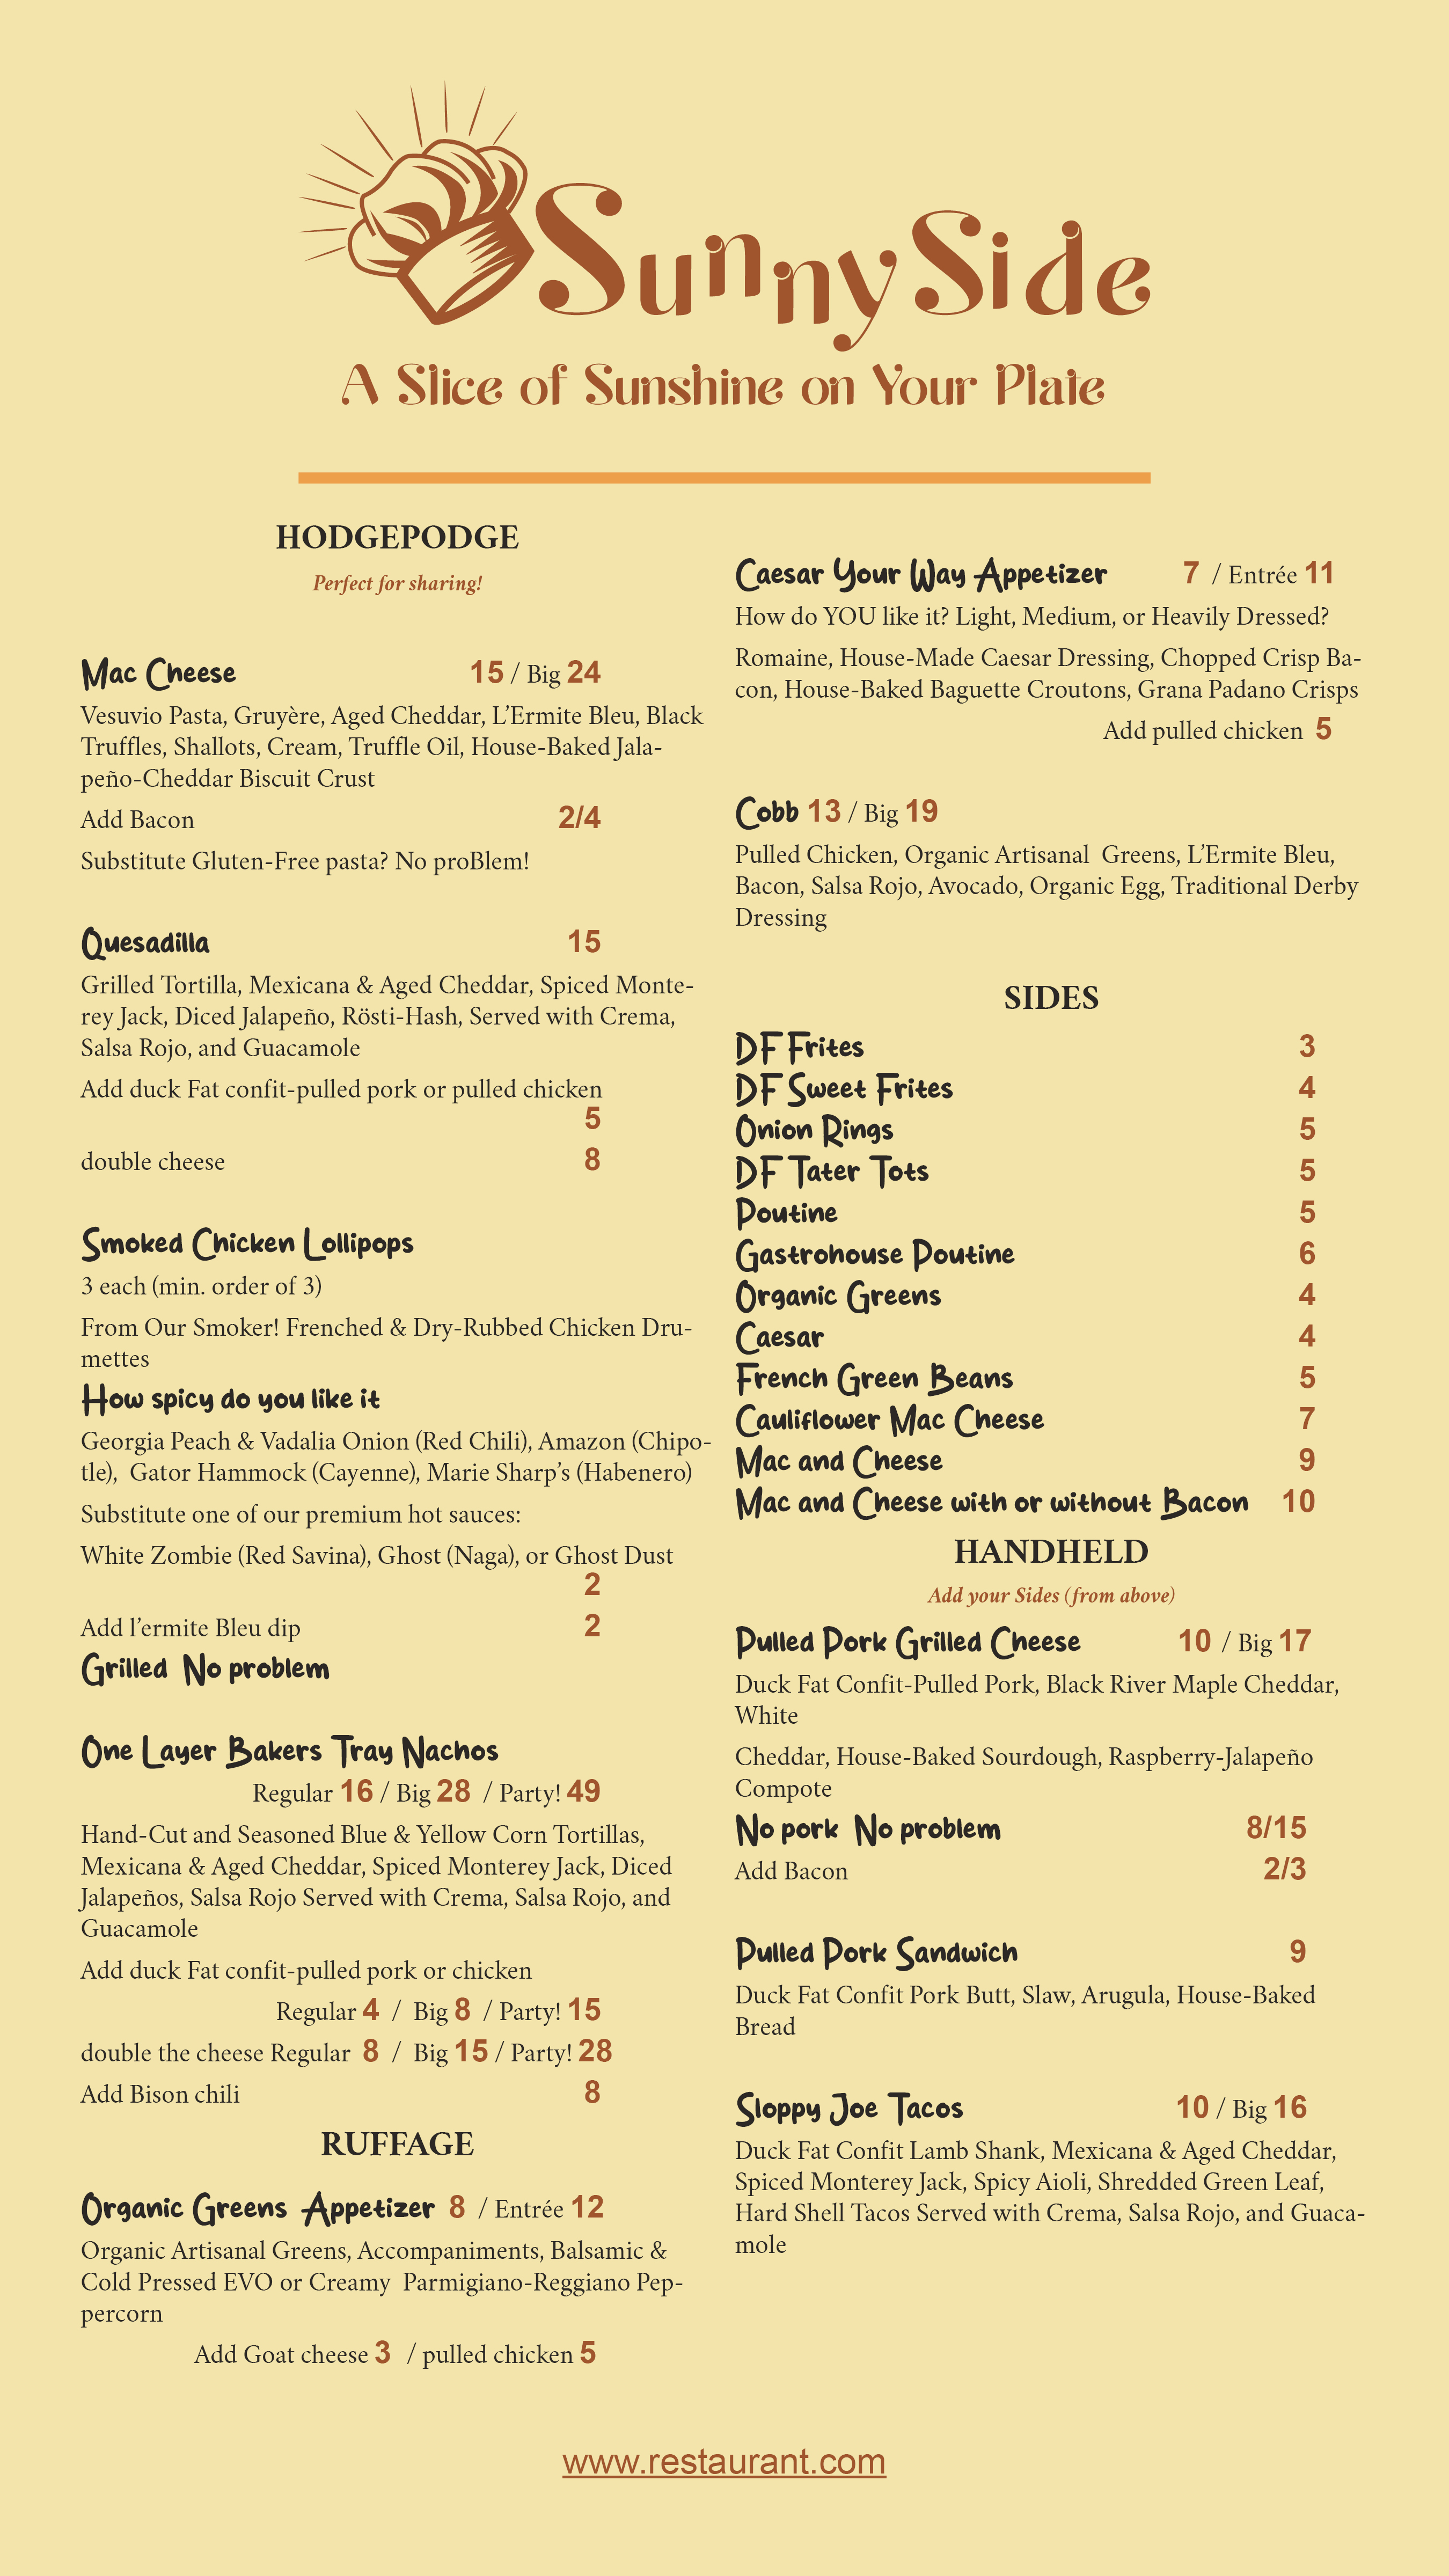 SunnySide
A Slice of Sunshine on Your Plate
HODGEPODGE
Perfect for sharing!
Mac Cheese 15 / Big 24
Vesuvio Pasta, Gruyère, Aged Cheddar, L’Ermite Bleu, Black
Truffles, Shallots, Cream, Truffle Oil, House-Baked Jala-
peño-Cheddar Biscuit Crust
Add Bacon 2/4
Substitute Gluten-Free pasta? No proBlem!
Quesadilla 15
Grilled Tortilla, Mexicana & Aged Cheddar, Spiced Monte-
rey Jack, Diced Jalapeño, Rösti-Hash, Served with Crema,
Salsa Rojo, and Guacamole
Add duck Fat confit-pulled pork or pulled chicken
5
double cheese 8
Smoked Chicken Lollipops
3 each (min. order of 3)
From Our Smoker! Frenched & Dry-Rubbed Chicken Dru-
mettes
How spicy do you like it
Georgia Peach & Vadalia Onion (Red Chili), Amazon (Chipo-
tle), Gator Hammock (Cayenne), Marie Sharp’s (Habenero)
Substitute one of our premium hot sauces:
White Zombie (Red Savina), Ghost (Naga), or Ghost Dust
2
Add l’ermite Bleu dip 2
Grilled No problem
One Layer Bakers Tray Nachos
Regular 16 / Big 28 / Party! 49
Hand-Cut and Seasoned Blue & Yellow Corn Tortillas,
Mexicana & Aged Cheddar, Spiced Monterey Jack, Diced
Jalapeños, Salsa Rojo Served with Crema, Salsa Rojo, and
Guacamole
Add duck Fat confit-pulled pork or chicken
Regular 4 / Big 8 / Party! 15
double the cheese Regular 8 / Big 15 / Party! 28
Add Bison chili 8
RUFFAGE
Organic Greens Appetizer 8 / Entrée 12
Organic Artisanal Greens, Accompaniments, Balsamic &
Cold Pressed EVO or Creamy Parmigiano-Reggiano Pep-
percorn
Add Goat cheese 3 / pulled chicken 5
Caesar Your Way Appetizer 7 / Entrée 11
How do YOU like it? Light, Medium, or Heavily Dressed?
Romaine, House-Made Caesar Dressing, Chopped Crisp Ba-
con, House-Baked Baguette Croutons, Grana Padano Crisps
Add pulled chicken 5
Cobb 13 / Big 19
Pulled Chicken, Organic Artisanal Greens, L’Ermite Bleu,
Bacon, Salsa Rojo, Avocado, Organic Egg, Traditional Derby
Dressing
SIDES
DF Frites 3
DF Sweet Frites 4
Onion Rings 5
DF Tater Tots 5
Poutine 5
Gastrohouse Poutine 6
Organic Greens 4
Caesar 4
French Green Beans 5
Cauliflower Mac Cheese 7
Mac and Cheese 9
Mac and Cheese with or without Bacon 10
HANDHELD
Add your Sides (from above)
Pulled Pork Grilled Cheese 10 / Big 17
Duck Fat Confit-Pulled Pork, Black River Maple Cheddar,
White
Cheddar, House-Baked Sourdough, Raspberry-Jalapeño
Compote
No pork No problem 8/15
Add Bacon 2/3
Pulled Pork Sandwich 9
Duck Fat Confit Pork Butt, Slaw, Arugula, House-Baked
Bread
Sloppy Joe Tacos 10 / Big 16
Duck Fat Confit Lamb Shank, Mexicana & Aged Cheddar,
Spiced Monterey Jack, Spicy Aioli, Shredded Green Leaf,
Hard Shell Tacos Served with Crema, Salsa Rojo, and Guaca-
mole
www.restaurant.com